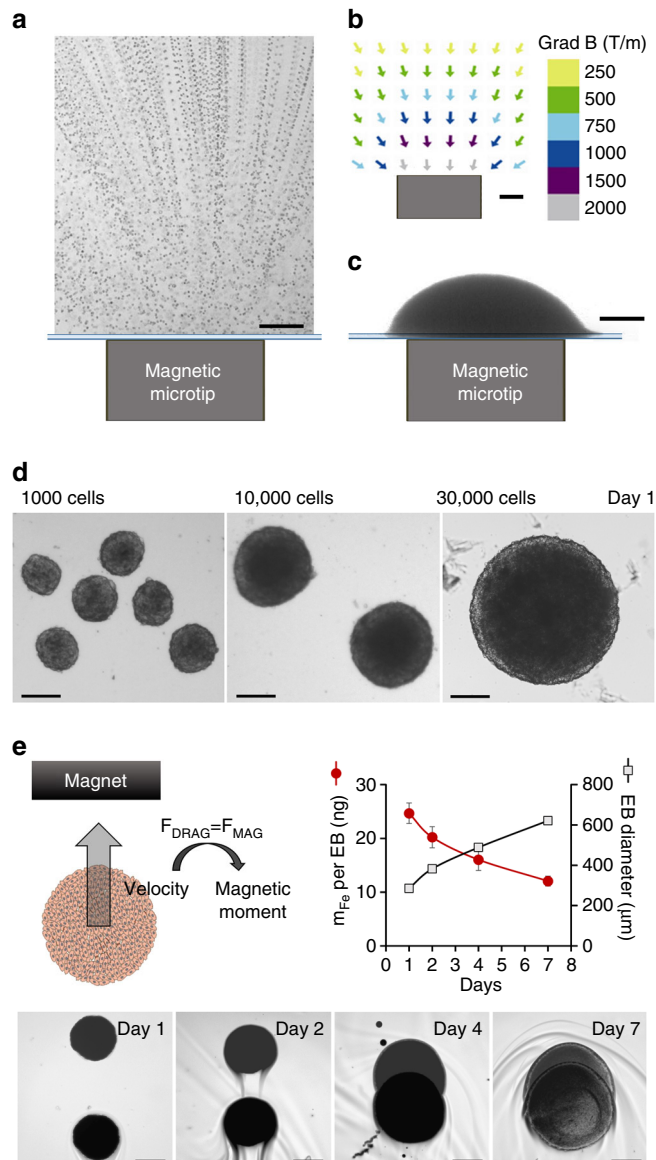 a
Magnetic
microtip
b
Grad B (T/m)
250
500
750
1000
1500
2000
c
Magnetic
microtip
d
1000 cells
10,000 cells
30,000 cells
Day 1
e
Magnet
F_DRAG=F_MAG
Velocity
Magnetic
moment
m_Fe per EB (ng)
30
20
10
0
EB diameter (μm)
800
600
400
200
0
0 1 2 3 4 5 6 7 8
Days
Day 1
Day 2
Day 4
Day 7